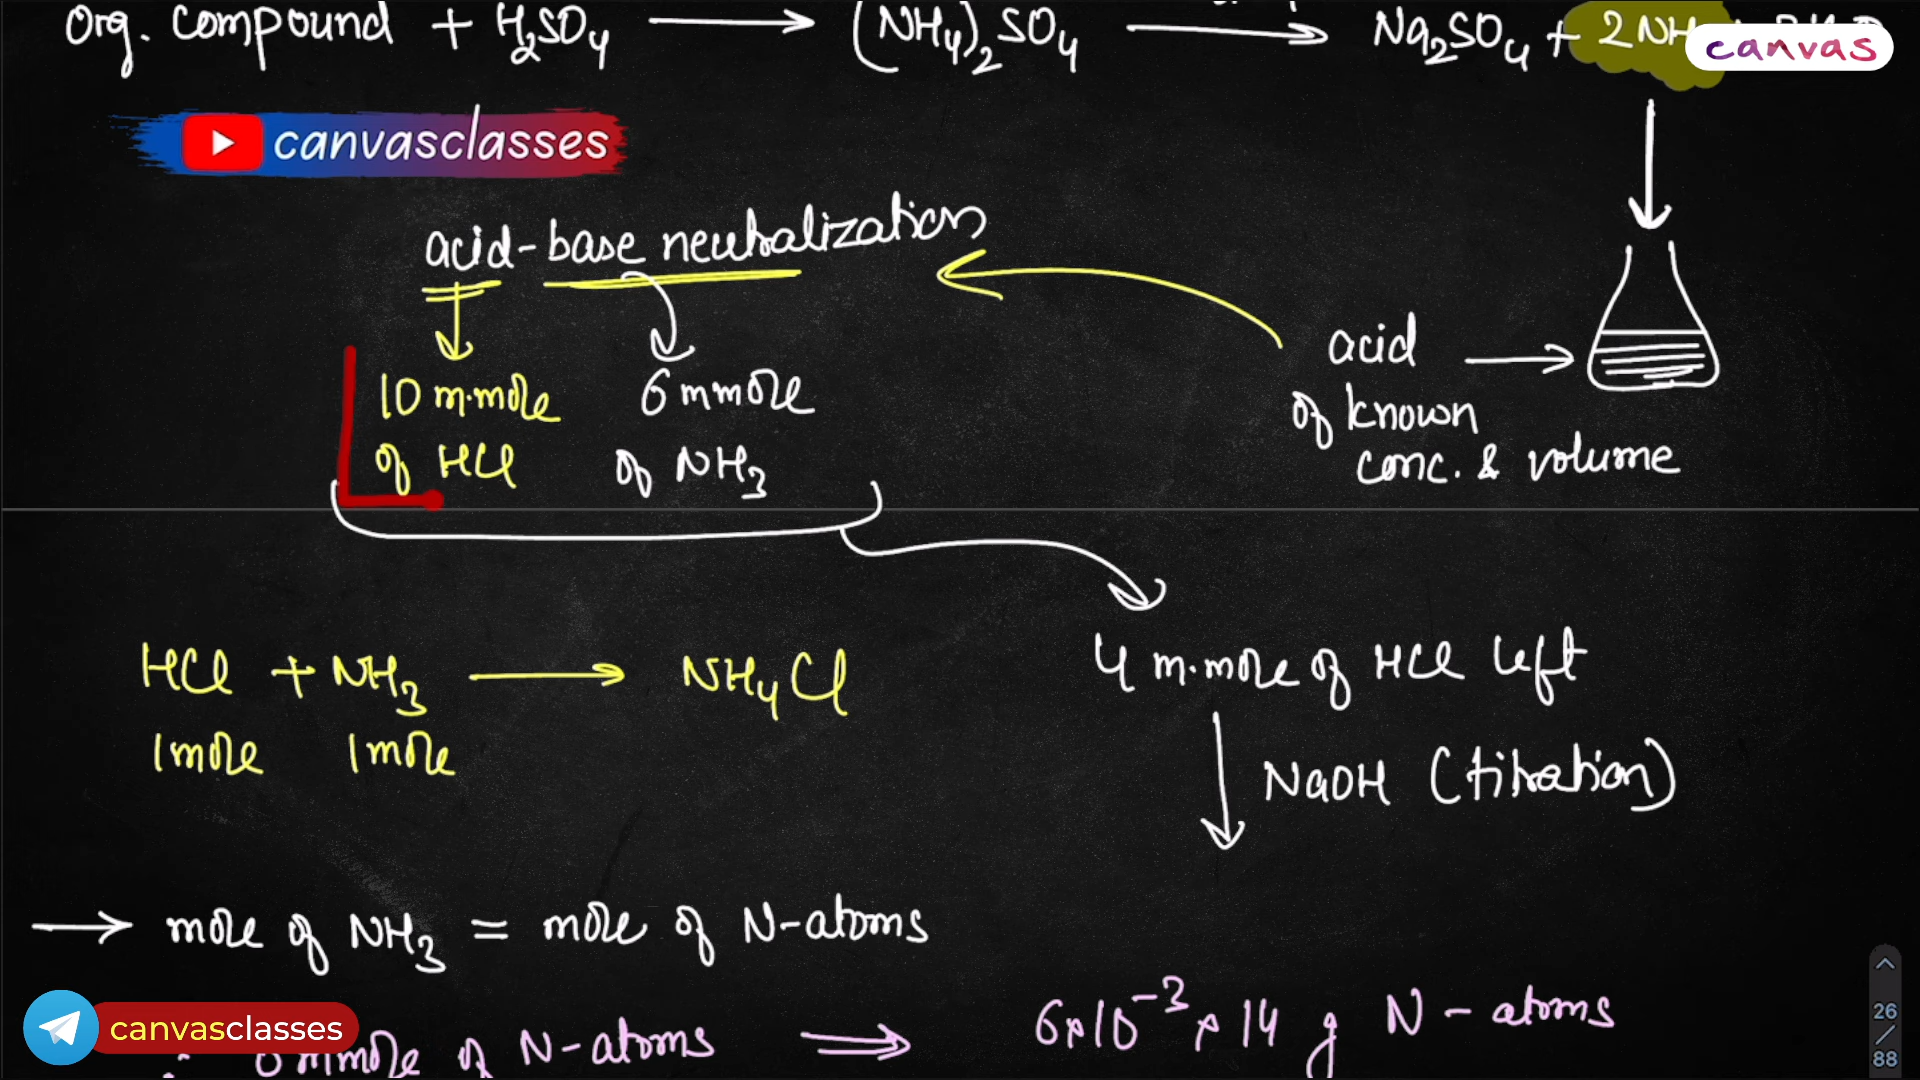 Org. Compound + H2SO4 → (NH4)2SO4 → Na2SO4 + 2NH
canvas
canvasclasses
acid-base neutralization
10 m.mole 6 mmole
of HCl of NH3
acid →
of known
conc. & volume
HCl + NH3 → NH4Cl
1mole 1mole
4 m.mole of HCl left
NaOH (titration)
→ mole of NH3 = mole of N-atoms
canvasclasses
mmole of N-atoms ⇒ 6×10⁻³ × 14 g N-atoms
26
/
88